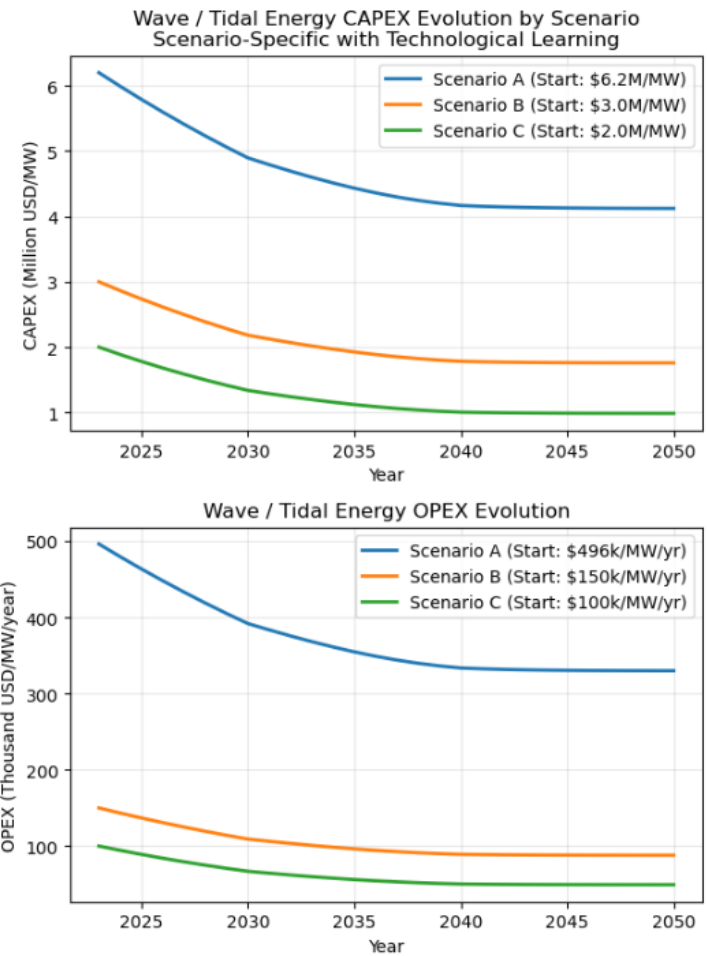 Wave / Tidal Energy CAPEX Evolution by Scenario
Scenario-Specific with Technological Learning
Scenario A (Start: $6.2M/MW)
Scenario B (Start: $3.0M/MW)
Scenario C (Start: $2.0M/MW)
CAPEX (Million USD/MW)
6
5
4
3
2
1
2025 2030 2035 2040 2045 2050
Year
Wave / Tidal Energy OPEX Evolution
Scenario A (Start: $496k/MW/yr)
Scenario B (Start: $150k/MW/yr)
Scenario C (Start: $100k/MW/yr)
OPEX (Thousand USD/MW/year)
500
400
300
200
100
2025 2030 2035 2040 2045 2050
Year